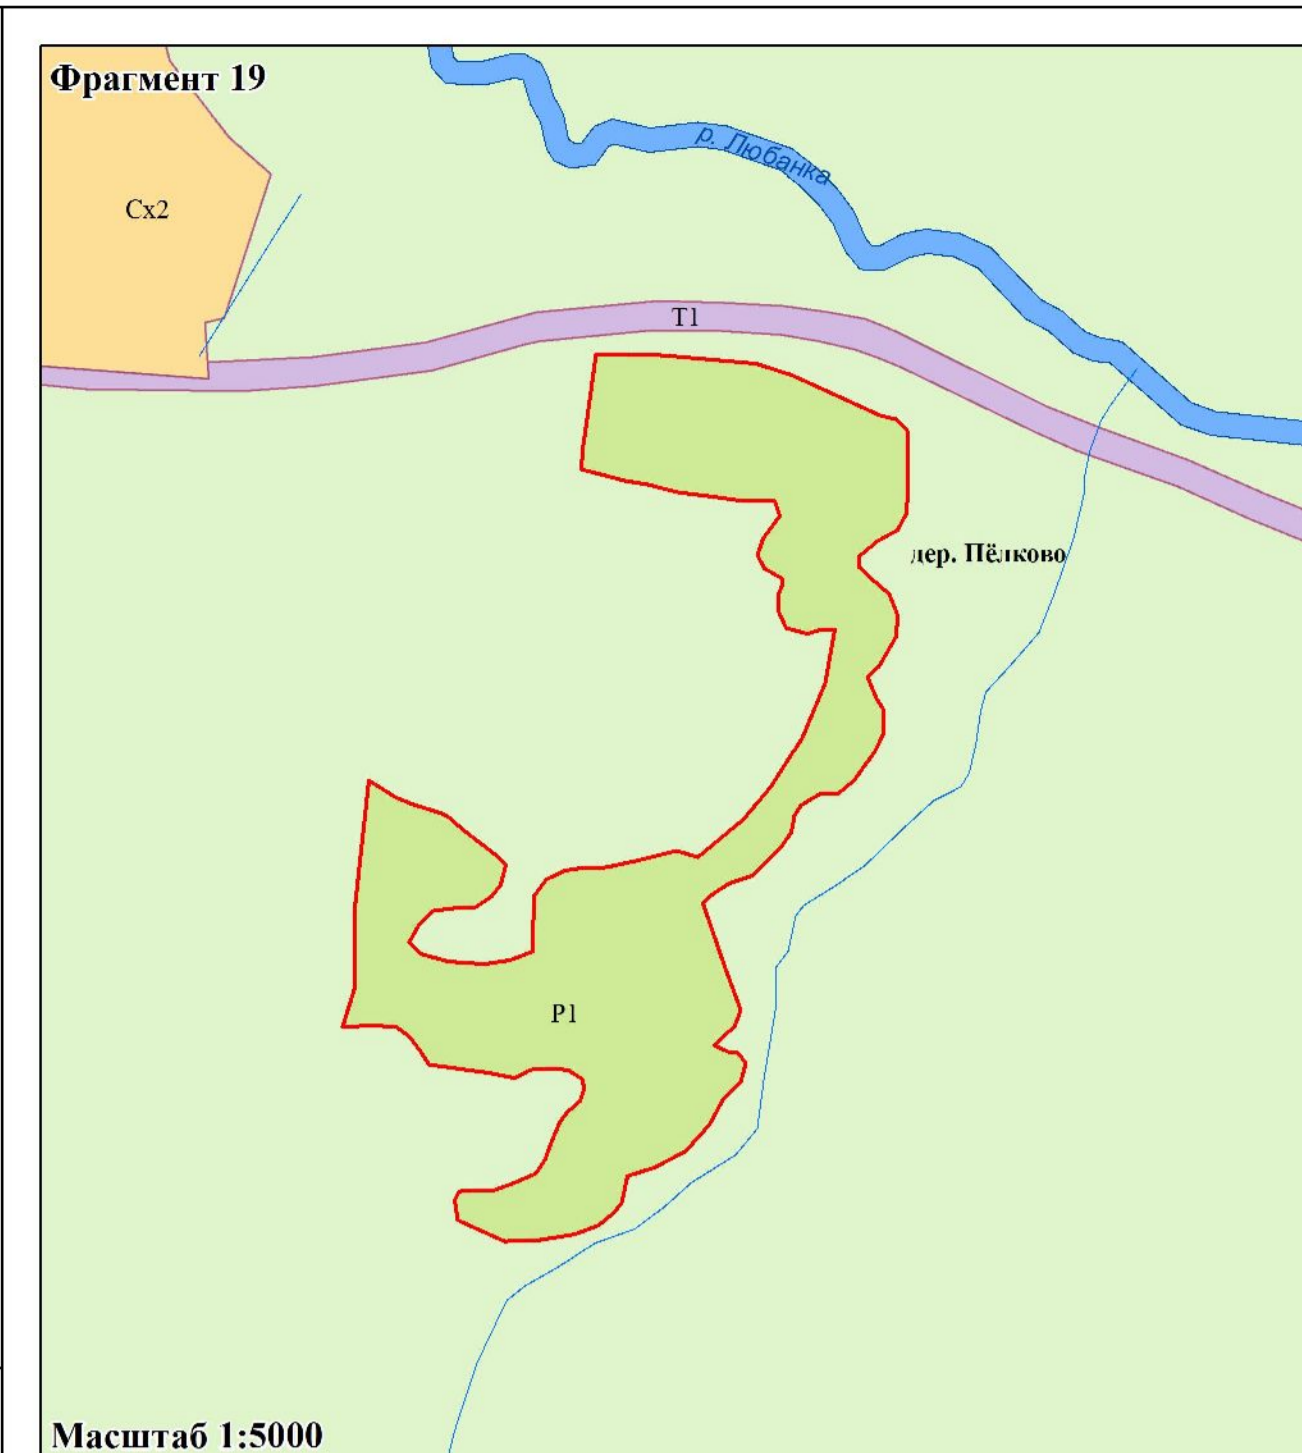 Фрагмент 19
р. Любанка
Сх2
Т1
дер. Пёлково
Р1
Масштаб 1:5000